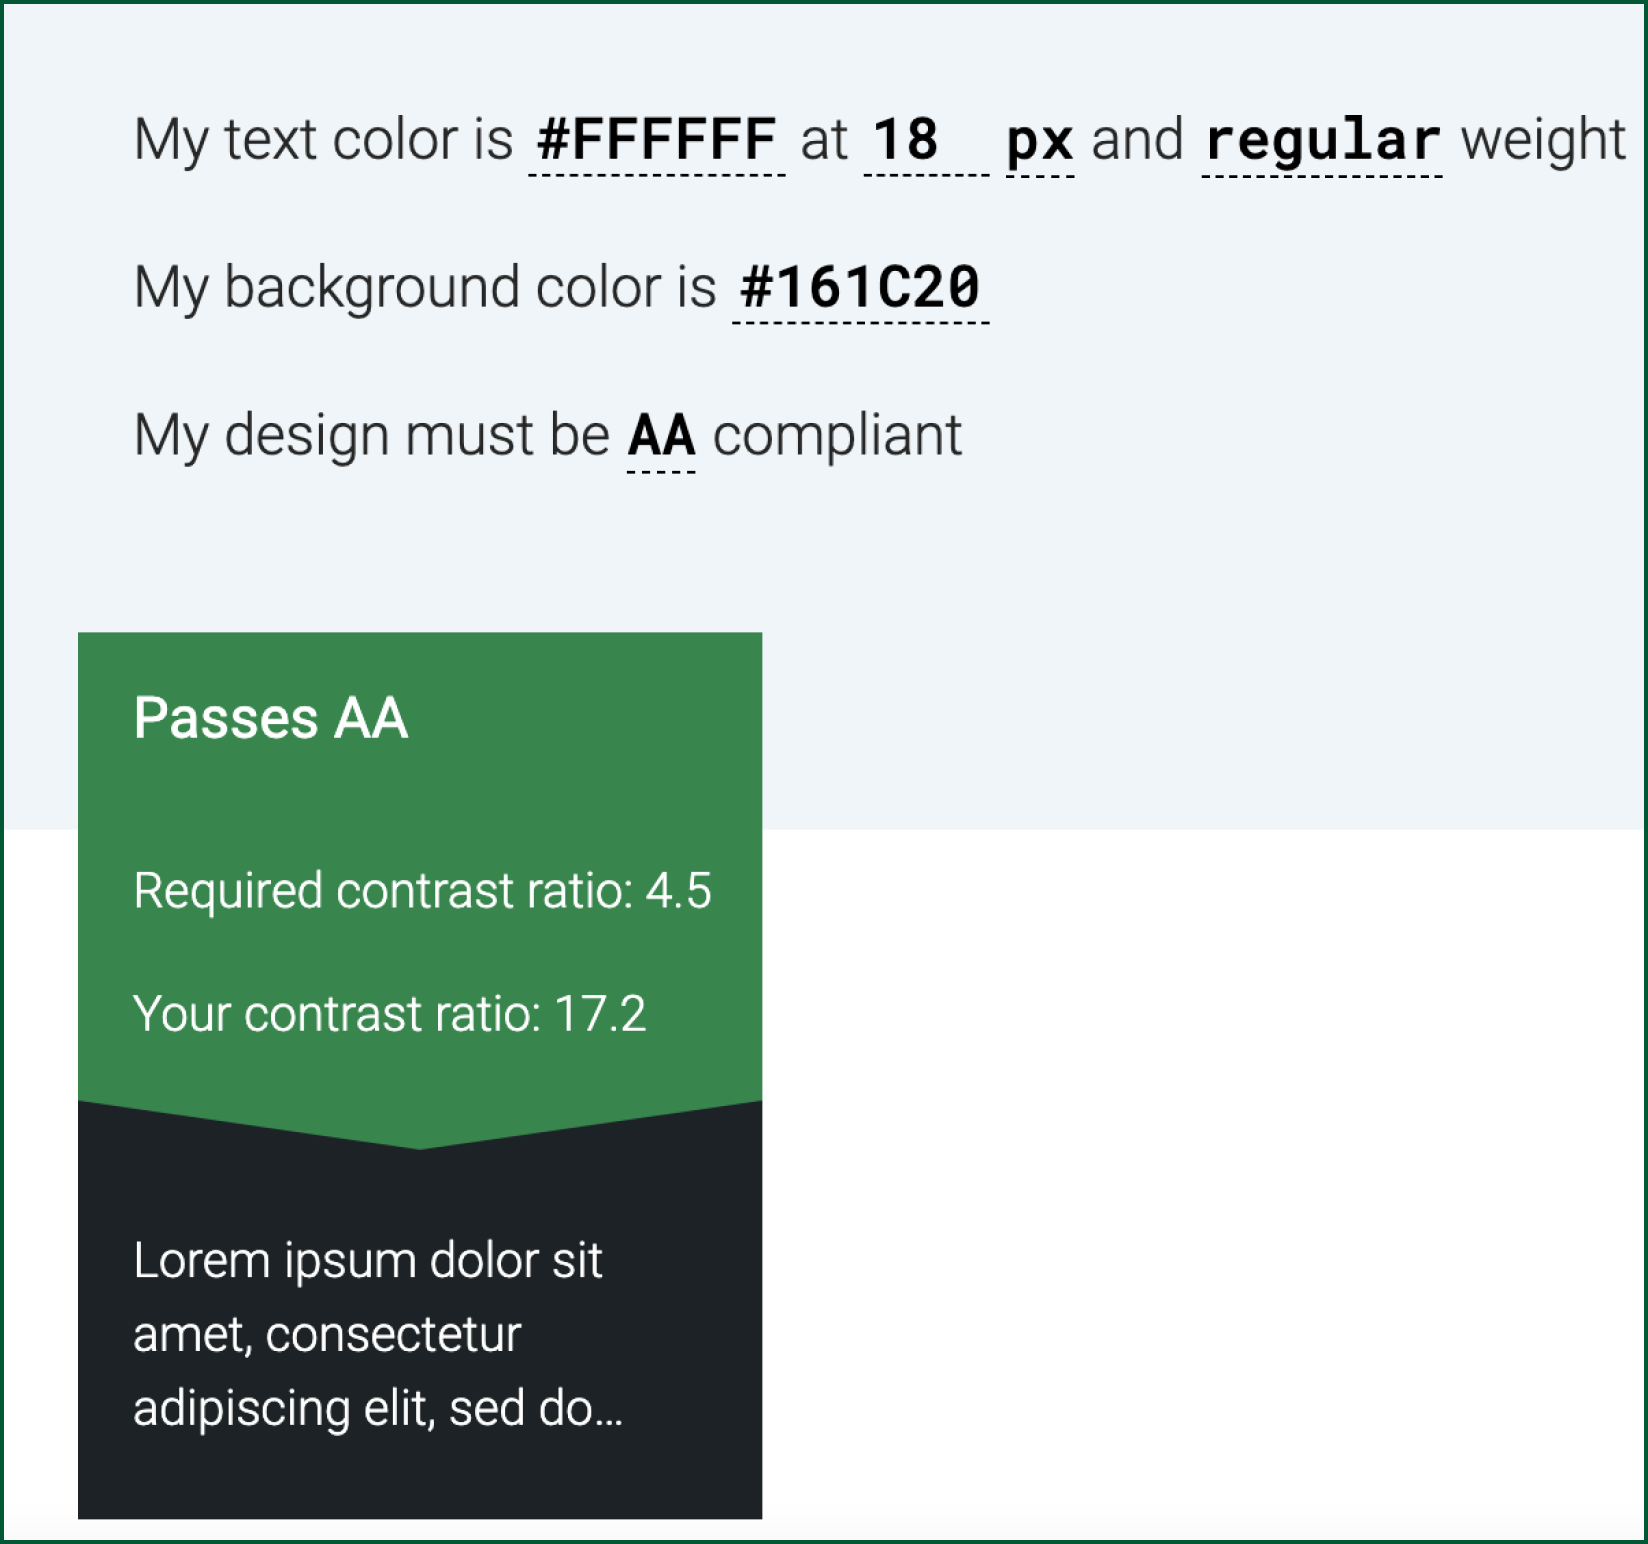 My text color is #FFFFFF at 18 px and regular weight
My background color is #161C20
My design must be AA compliant
Passes AA
Required contrast ratio: 4.5
Your contrast ratio: 17.2
Lorem ipsum dolor sit
amet, consectetur
adipiscing elit, sed do...